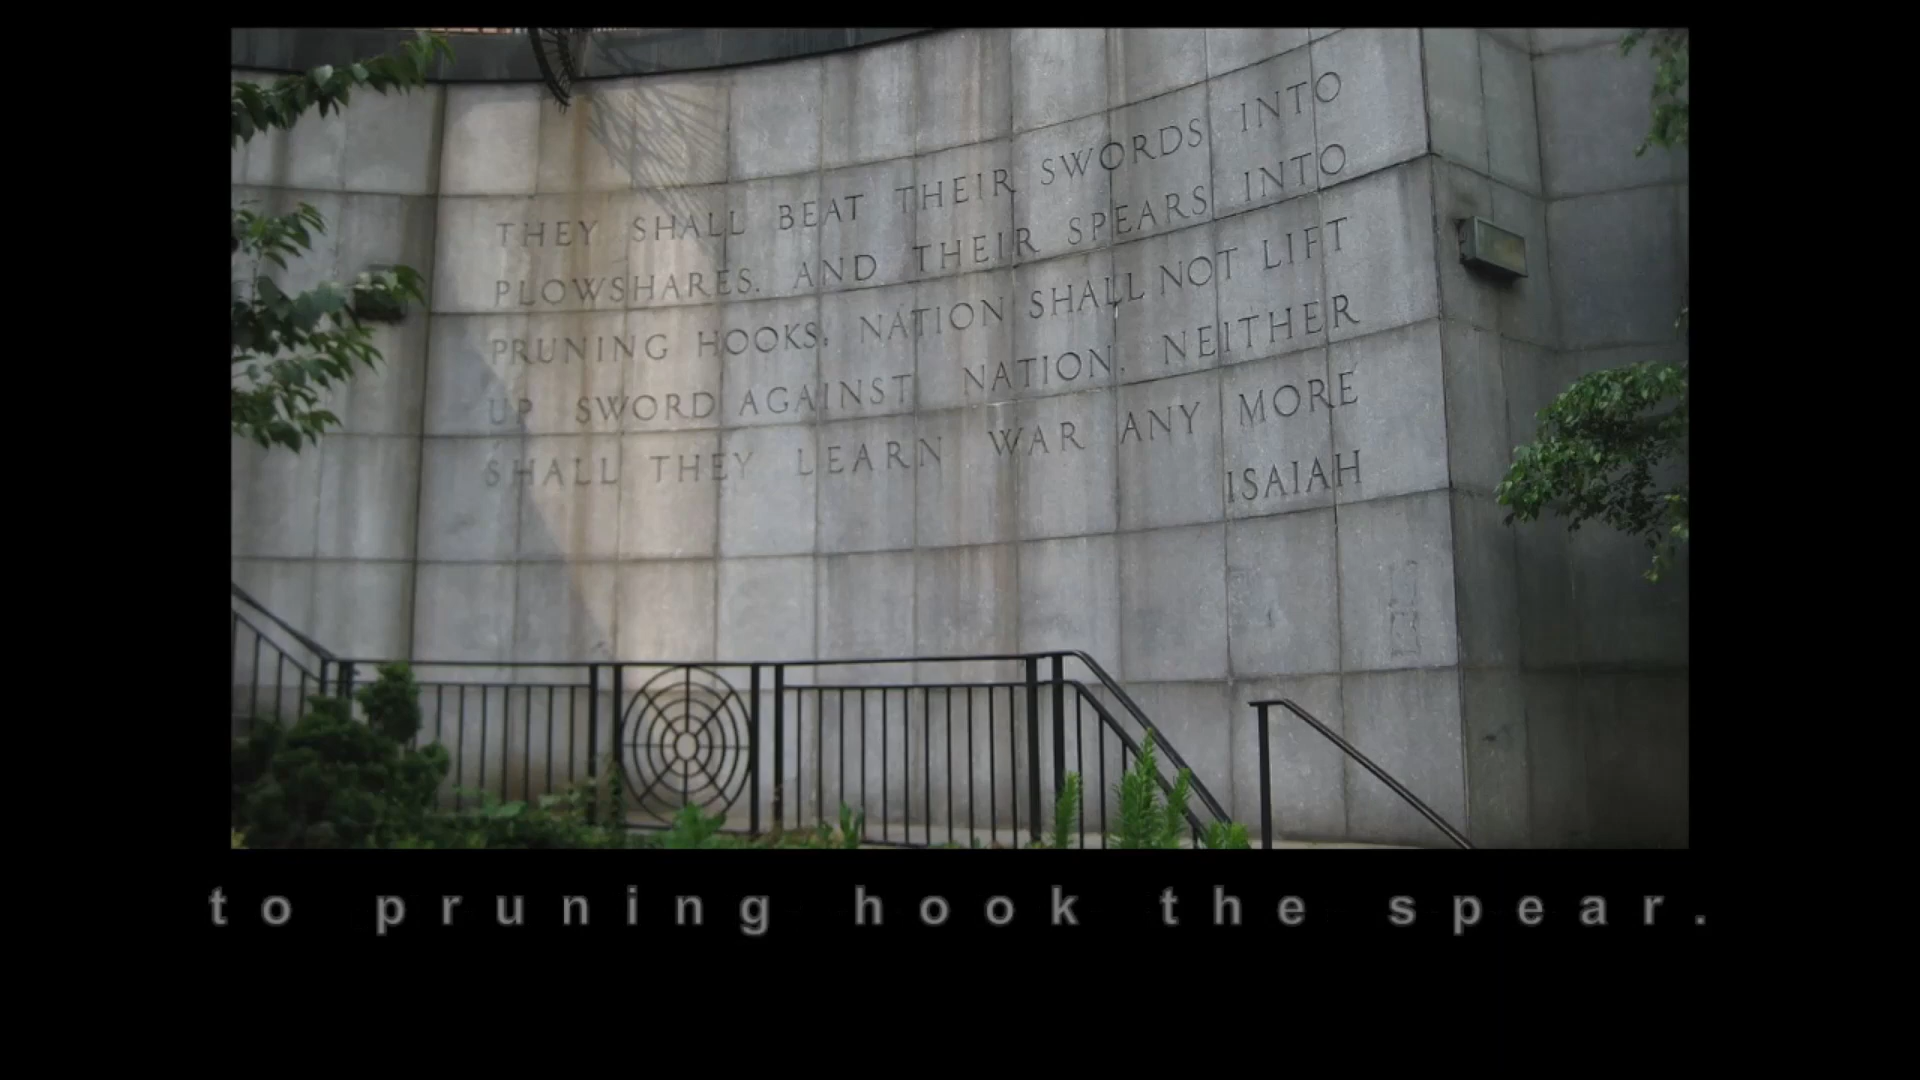 THEY SHALL BEAT THEIR SWORDS INTO
PLOWSHARES. AND THEIR SPEARS INTO
PRUNING HOOKS. NATION SHALL NOT LIFT
UP SWORD AGAINST NATION. NEITHER
SHALL THEY LEARN WAR ANY MORE
ISAIAH
to pruning hook the spear.